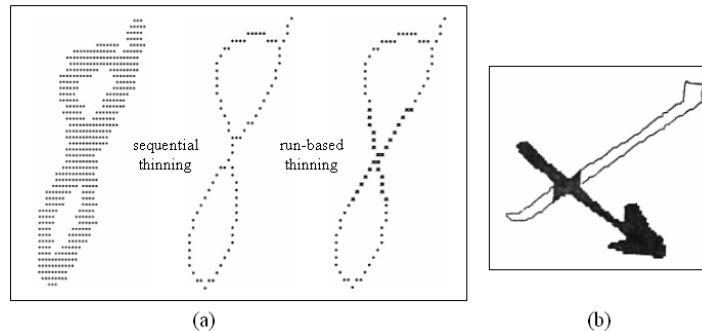 sequential
thinning
run-based
thinning
(a)
(b)